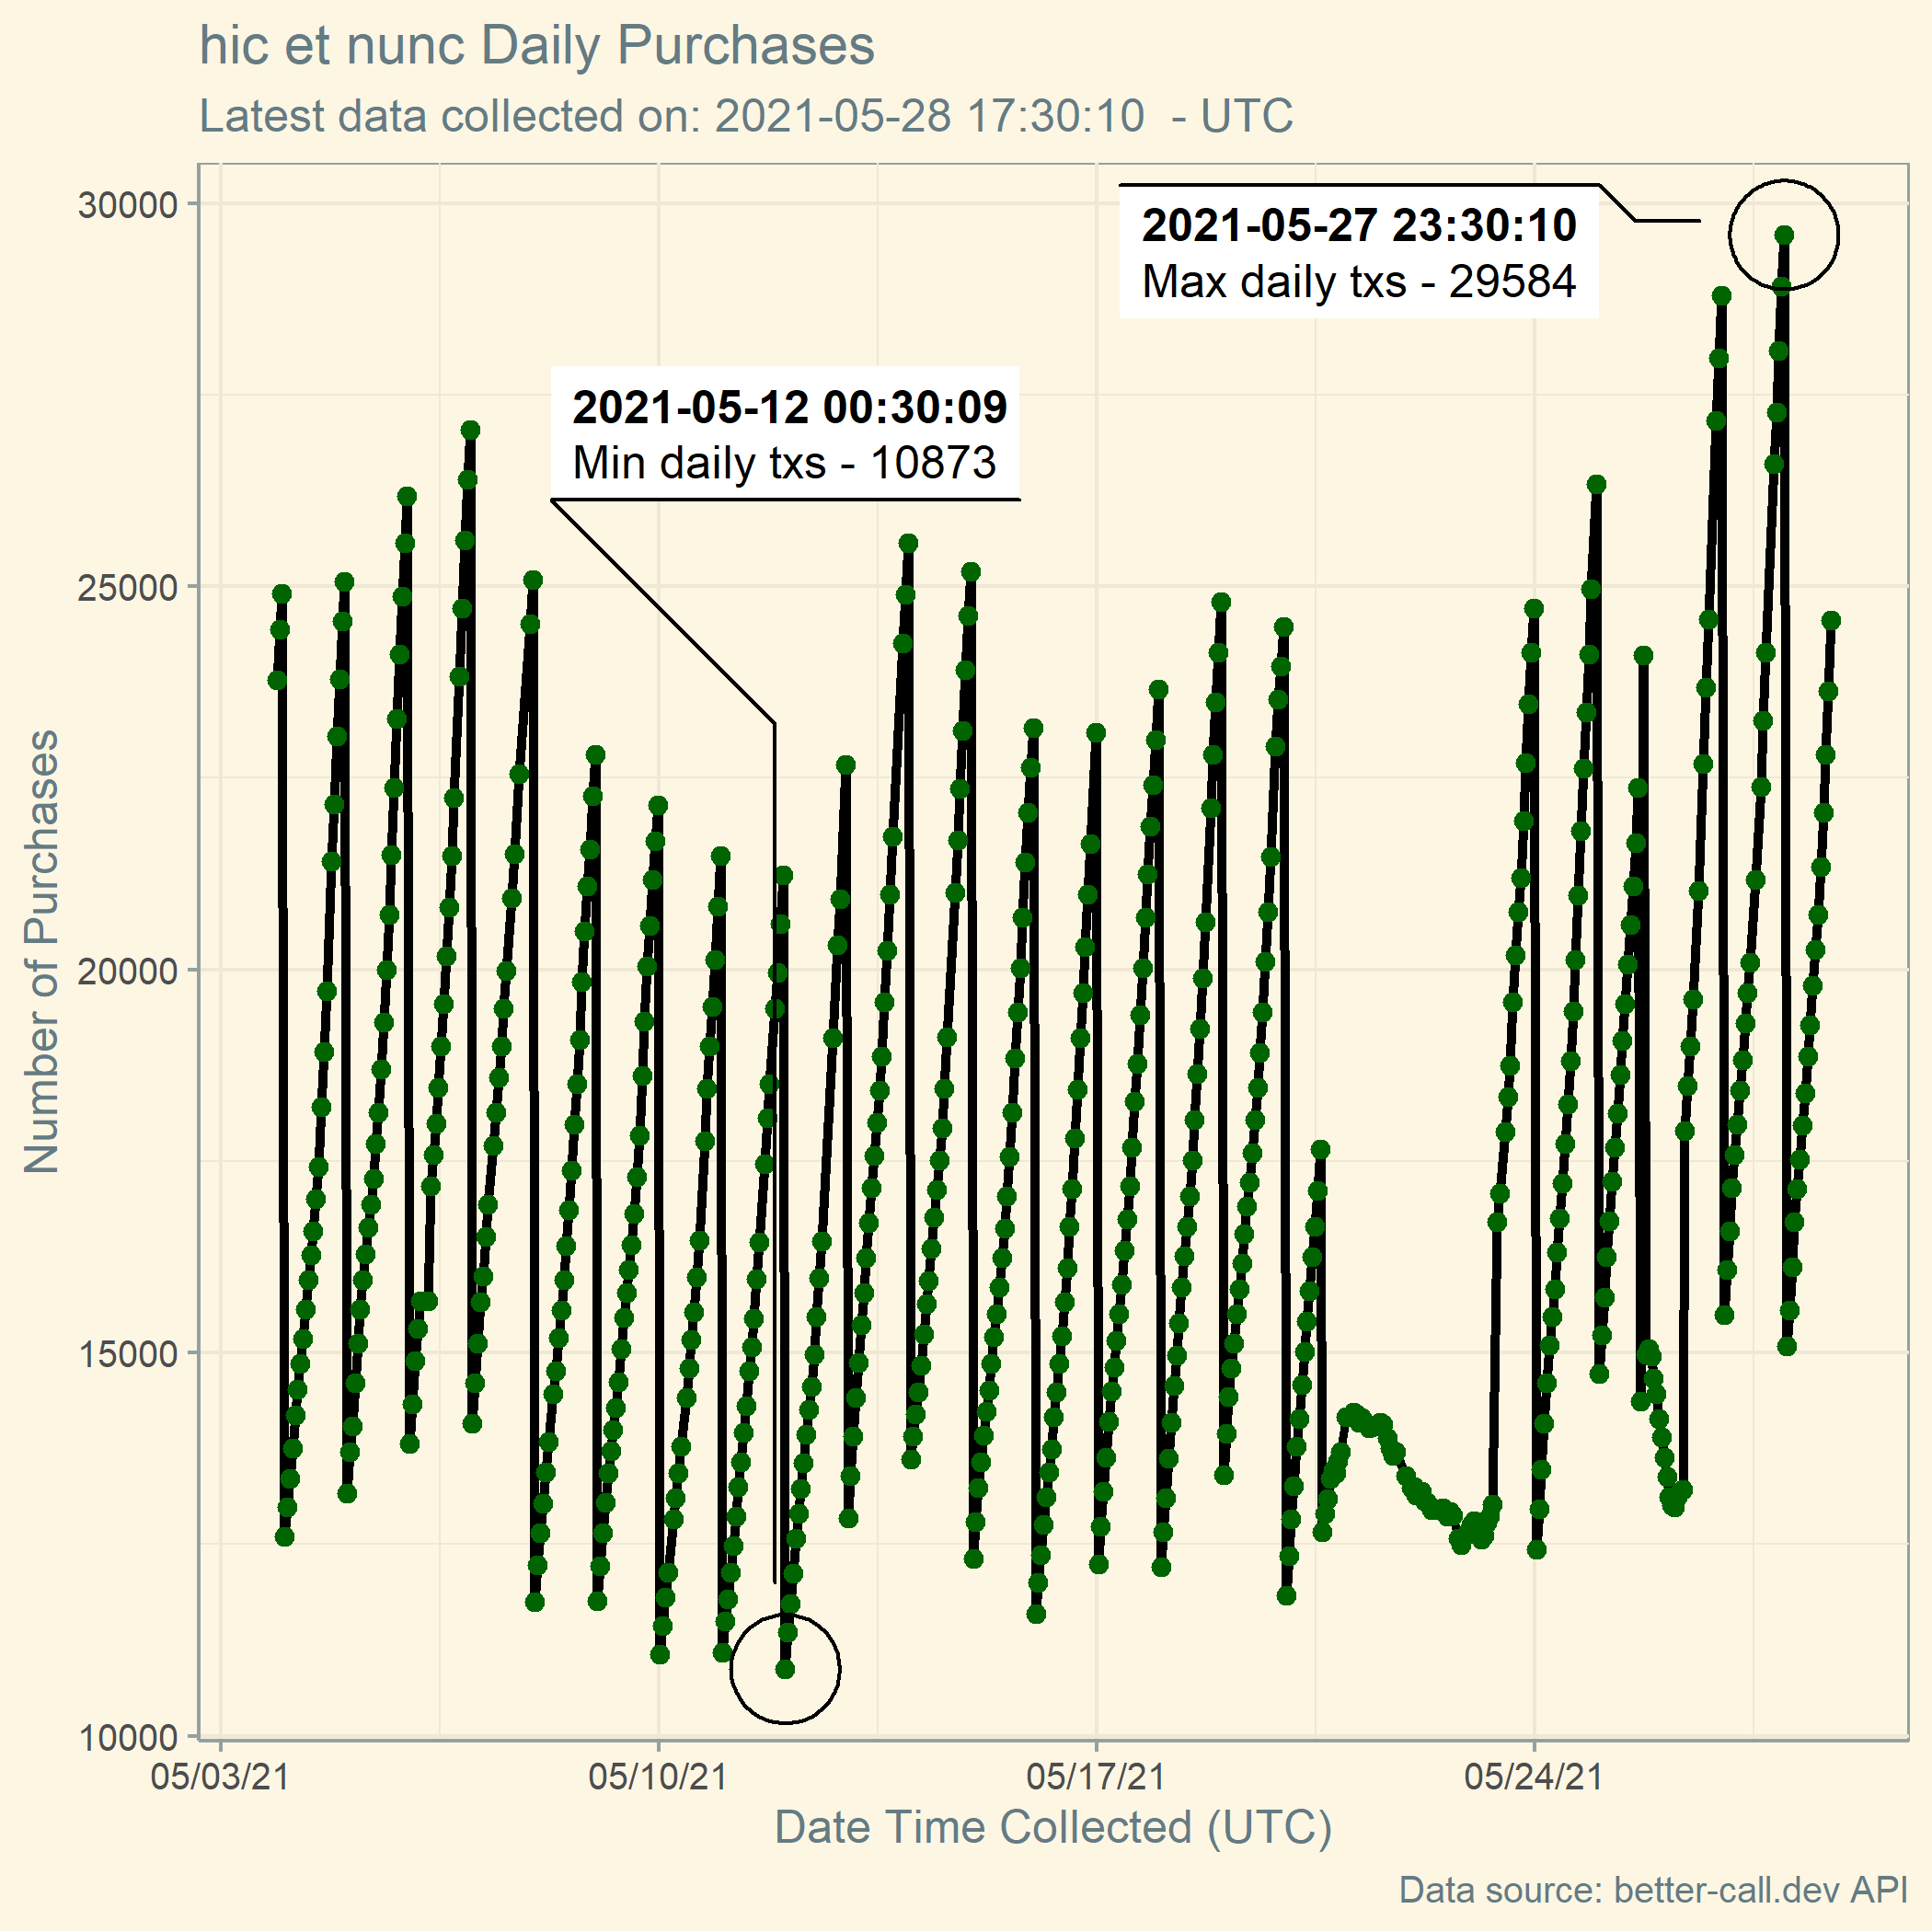 hic et nunc Daily Purchases
Latest data collected on: 2021-05-28 17:30:10  - UTC
30000
25000
20000
15000
10000
Number of Purchases
2021-05-27 23:30:10
Max daily txs - 29584
2021-05-12 00:30:09
Min daily txs - 10873
05/03/21
05/10/21
05/17/21
05/24/21
Date Time Collected (UTC)
Data source: better-call.dev API